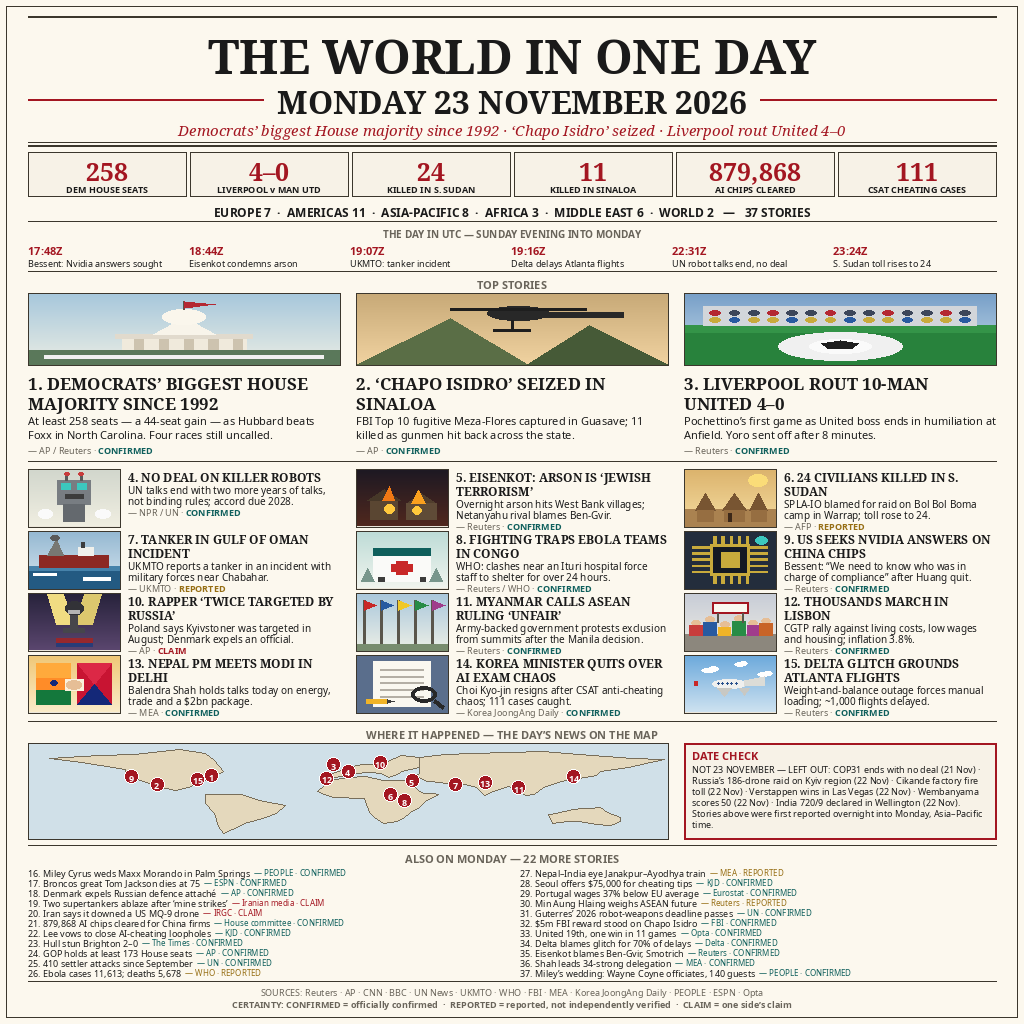 THE WORLD IN ONE DAY
MONDAY 23 NOVEMBER 2026
Democrats’ biggest House majority since 1992 · ‘Chapo Isidro’ seized · Liverpool rout United 4–0
258
DEM HOUSE SEATS
4–0
LIVERPOOL v MAN UTD
24
KILLED IN S. SUDAN
11
KILLED IN SINALOA
879,868
AI CHIPS CLEARED
111
CSAT CHEATING CASES
EUROPE 7 · AMERICAS 11 · ASIA-PACIFIC 8 · AFRICA 3 · MIDDLE EAST 6 · WORLD 2 — 37 STORIES
THE DAY IN UTC — SUNDAY EVENING INTO MONDAY
17:48Z
Bessent: Nvidia answers sought
18:44Z
Eisenkot condemns arson
19:07Z
UKMTO: tanker incident
19:16Z
Delta delays Atlanta flights
22:31Z
UN robot talks end, no deal
23:24Z
S. Sudan toll rises to 24
TOP STORIES
1. DEMOCRATS’ BIGGEST HOUSE
MAJORITY SINCE 1992
At least 258 seats — a 44-seat gain — as Hubbard beats
Foxx in North Carolina. Four races still uncalled.
— AP / Reuters · CONFIRMED
2. ‘CHAPO ISIDRO’ SEIZED IN
SINALOA
FBI Top 10 fugitive Meza-Flores captured in Guasave; 11
killed as gunmen hit back across the state.
— AP · CONFIRMED
3. LIVERPOOL ROUT 10-MAN
UNITED 4–0
Pochettino’s first game as United boss ends in humiliation at
Anfield. Yoro sent off after 8 minutes.
— Reuters · CONFIRMED
4. NO DEAL ON KILLER ROBOTS
UN talks end with two more years of talks,
not binding rules; accord due 2028.
— NPR / UN · CONFIRMED
5. EISENKOT: ARSON IS ‘JEWISH
TERRORISM’
Overnight arson hits West Bank villages;
Netanyahu rival blames Ben-Gvir.
— Reuters · CONFIRMED
6. 24 CIVILIANS KILLED IN S.
SUDAN
SPLA-IO blamed for raid on Bol Bol Boma
camp in Warrap; toll rose to 24.
— AFP · REPORTED
7. TANKER IN GULF OF OMAN
INCIDENT
UKMTO reports a tanker in an incident with
military forces near Chabahar.
— UKMTO · REPORTED
8. FIGHTING TRAPS EBOLA TEAMS
IN CONGO
WHO: clashes near an Ituri hospital force
staff to shelter for over 24 hours.
— Reuters / WHO · CONFIRMED
9. US SEEKS NVIDIA ANSWERS ON
CHINA CHIPS
Bessent: “We need to know who was in
charge of compliance” after Huang quit.
— Reuters · CONFIRMED
10. RAPPER ‘TWICE TARGETED BY
RUSSIA’
Poland says Kyivstoner was targeted in
August; Denmark expels an official.
— AP · CLAIM
11. MYANMAR CALLS ASEAN
RULING ‘UNFAIR’
Army-backed government protests exclusion
from summits after the Manila decision.
— Reuters · CONFIRMED
12. THOUSANDS MARCH IN
LISBON
CGTP rally against living costs, low wages
and housing; inflation 3.8%.
— Reuters · CONFIRMED
13. NEPAL PM MEETS MODI IN
DELHI
Balendra Shah holds talks today on energy,
trade and a $2bn package.
— MEA · CONFIRMED
14. KOREA MINISTER QUITS OVER
AI EXAM CHAOS
Choi Kyo-jin resigns after CSAT anti-cheating
chaos; 111 cases caught.
— Korea JoongAng Daily · CONFIRMED
15. DELTA GLITCH GROUNDS
ATLANTA FLIGHTS
Weight-and-balance outage forces manual
loading; ~1,000 flights delayed.
— Reuters · CONFIRMED
WHERE IT HAPPENED — THE DAY’S NEWS ON THE MAP
9
2
15
1
3
4
12
10
5
6
8
7
13
11
14
DATE CHECK
NOT 23 NOVEMBER — LEFT OUT: COP31 ends with no deal (21 Nov) ·
Russia’s 186-drone raid on Kyiv region (22 Nov) · Cikande factory fire
toll (22 Nov) · Verstappen wins in Las Vegas (22 Nov) · Wembanyama
scores 50 (22 Nov) · India 720/9 declared in Wellington (22 Nov).
Stories above were first reported overnight into Monday, Asia–Pacific
time.
ALSO ON MONDAY — 22 MORE STORIES
16. Miley Cyrus weds Maxx Morando in Palm Springs — PEOPLE · CONFIRMED
17. Broncos great Tom Jackson dies at 75 — ESPN · CONFIRMED
18. Denmark expels Russian defence attaché — AP · CONFIRMED
19. Two supertankers ablaze after ‘mine strikes’ — Iranian media · CLAIM
20. Iran says it downed a US MQ-9 drone — IRGC · CLAIM
21. 879,868 AI chips cleared for China firms — House committee · CONFIRMED
22. Lee vows to close AI-cheating loopholes — KJD · CONFIRMED
23. Hull stun Brighton 2–0 — The Times · CONFIRMED
24. GOP holds at least 173 House seats — AP · CONFIRMED
25. 410 settler attacks since September — UN · CONFIRMED
26. Ebola cases 11,613; deaths 5,678 — WHO · REPORTED
27. Nepal–India eye Janakpur–Ayodhya train — MEA · REPORTED
28. Seoul offers $75,000 for cheating tips — KJD · CONFIRMED
29. Portugal wages 37% below EU average — Eurostat · CONFIRMED
30. Min Aung Hlaing weighs ASEAN future — Reuters · REPORTED
31. Guterres’ 2026 robot-weapons deadline passes — UN · CONFIRMED
32. $5m FBI reward stood on Chapo Isidro — FBI · CONFIRMED
33. United 19th, one win in 11 games — Opta · CONFIRMED
34. Delta blames glitch for 70% of delays — Delta · CONFIRMED
35. Eisenkot blames Ben-Gvir, Smotrich — Reuters · CONFIRMED
36. Shah leads 34-strong delegation — MEA · CONFIRMED
37. Miley’s wedding: Wayne Coyne officiates, 140 guests — PEOPLE · CONFIRMED
SOURCES: Reuters · AP · CNN · BBC · UN News · UKMTO · WHO · FBI · MEA · Korea JoongAng Daily · PEOPLE · ESPN · Opta
CERTAINTY: CONFIRMED = officially confirmed · REPORTED = reported, not independently verified · CLAIM = one side’s claim